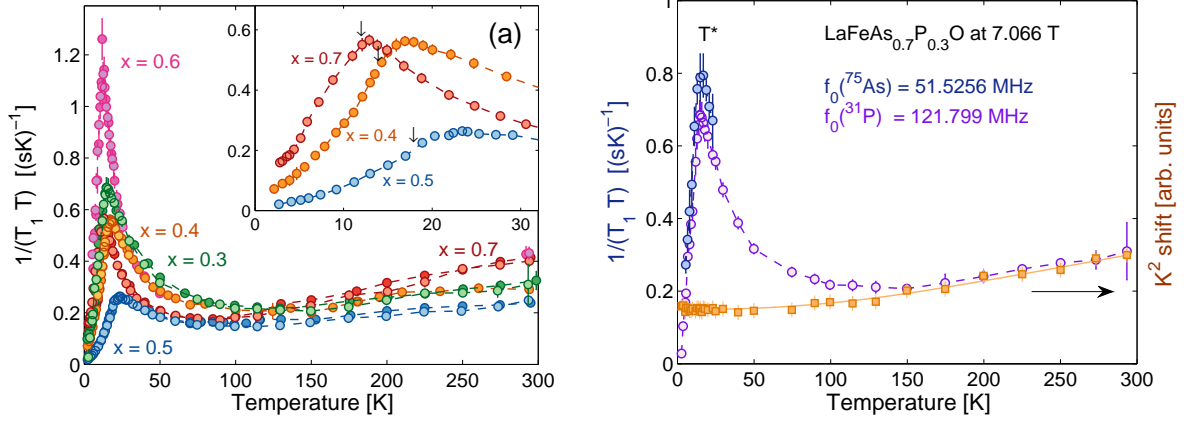 (a)
x = 0.6
x = 0.7
x = 0.4
x = 0.5
0.6
0.4
0.2
0
0 10 20 30
x = 0.4
x = 0.3
x = 0.7
x = 0.5
1/(T1 T) [(sK)−1]
1.2
1
0.8
0.6
0.4
0.2
0
0 50 100 150 200 250 300
Temperature [K]
T*
LaFeAs0.7P0.3O at 7.066 T
f0(75As) = 51.5256 MHz
f0(31P) = 121.799 MHz
1/(T1 T) [(sK)−1]
1
0.8
0.6
0.4
0.2
0
K2 shift [arb. units]
0 50 100 150 200 250 300
Temperature [K]